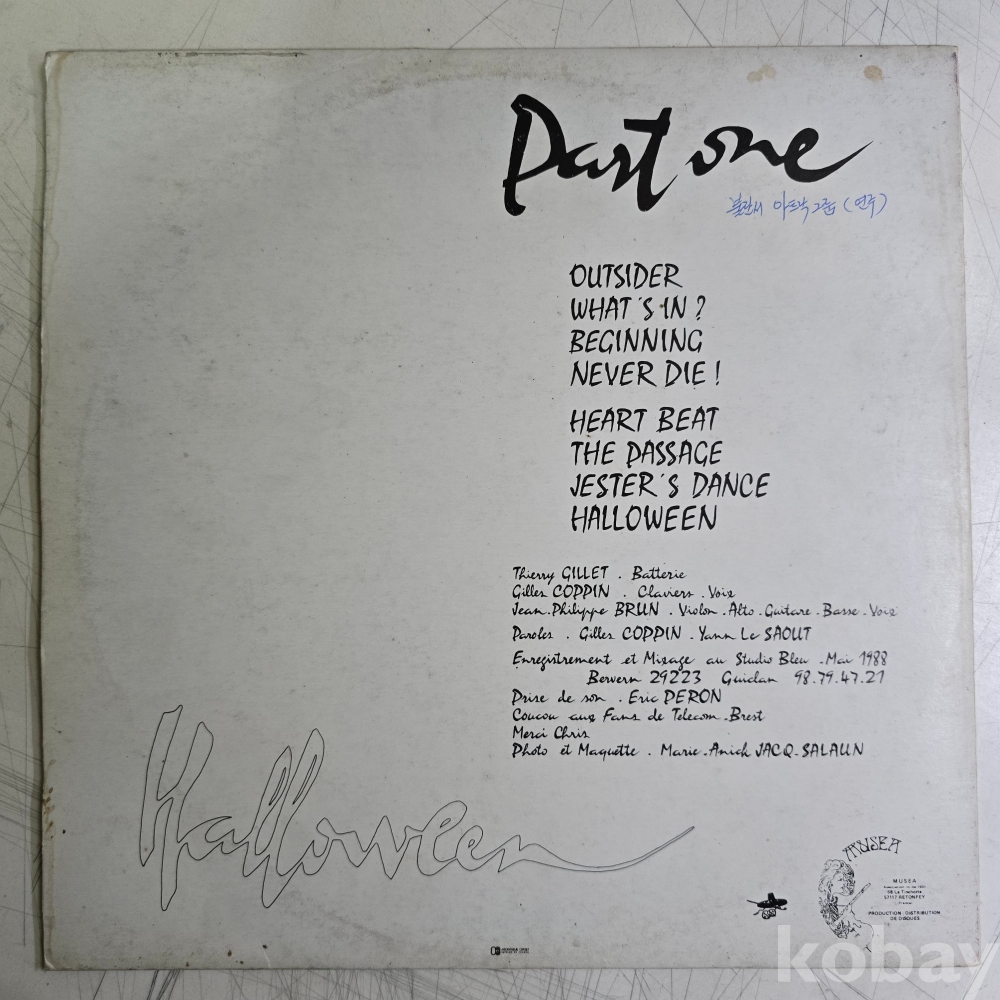 Part one
불란서 아트락 그룹 (연주)
OUTSIDER
WHAT'S IN?
BEGINNING
NEVER DIE!
HEART BEAT
THE PASSAGE
JESTER'S DANCE
HALLOWEEN
Thierry GILLET . Batterie
Gilles COPPIN . Claviers . Voix
Jean-Philippe BRUN . Violon . Alto . Guitare . Basse . Voix
Paroles . Gilles COPPIN . Yann Le SAOUT
Enregistrement et Mixage au Studio Bleu . Mai 1988
Berven 29223 Guiclan 98.79.47.21
Prise de son . Eric PERON
Coucou aux Fans de Telecom . Brest
Merci Chris
Photo et Maquette . Marie-Anick JACQ-SALAUN
Halloween
MUSEA
MUSEA
57117 RETONFEY
PRODUCTION - DISTRIBUTION
DE DISQUES
kobay